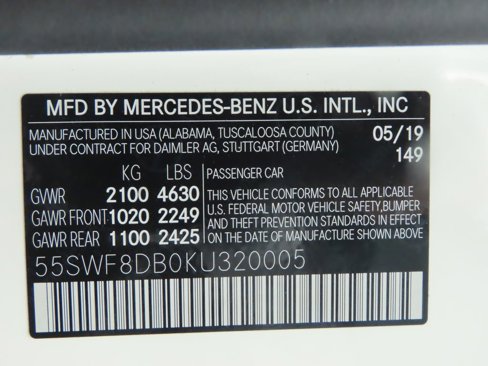 MFD BY MERCEDES-BENZ U.S. INTL., INC
MANUFACTURED IN USA (ALABAMA, TUSCALOOSA COUNTY) 05/19
UNDER CONTRACT FOR DAIMLER AG, STUTTGART (GERMANY) 149
KG LBS PASSENGER CAR
GVWR 2100 4630 THIS VEHICLE CONFORMS TO ALL APPLICABLE
GAWR FRONT 1020 2249 U.S. FEDERAL MOTOR VEHICLE SAFETY,BUMPER
AND THEFT PREVENTION STANDARDS IN EFFECT
GAWR REAR 1100 2425 ON THE DATE OF MANUFACTURE SHOWN ABOVE.
55SWF8DB0KU320005